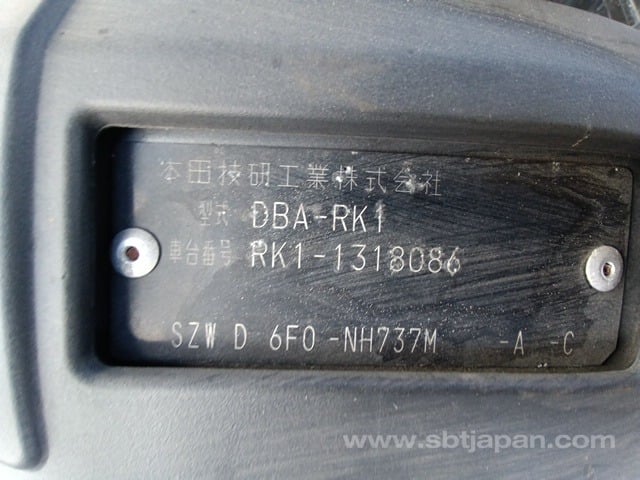 本田技研工業株式会社
型式 DBA-RK1
車台番号 RK1-1318086
SZW D 6F0 -NH737M -A -C
www.sbtjapan.com